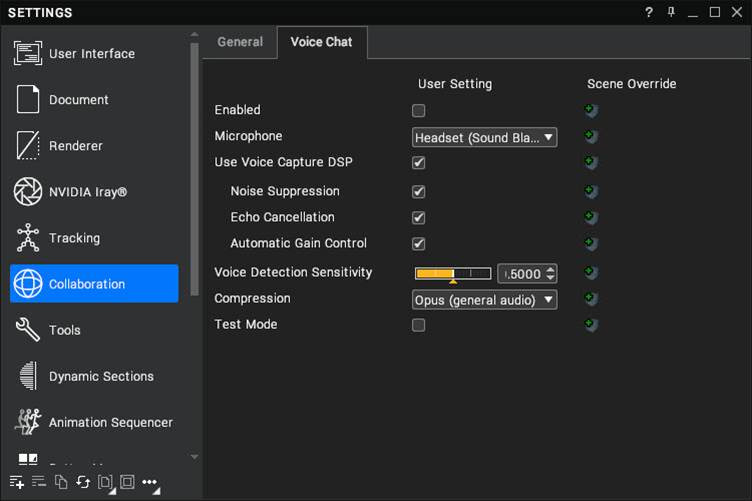 SETTINGS
User Interface
Document
Renderer
NVIDIA Iray®
Tracking
Collaboration
Tools
Dynamic Sections
Animation Sequencer
General Voice Chat
User Setting Scene Override
Enabled
Microphone Headset (Sound Bla...
Use Voice Capture DSP
Noise Suppression
Echo Cancellation
Automatic Gain Control
Voice Detection Sensitivity .5000
Compression Opus (general audio)
Test Mode